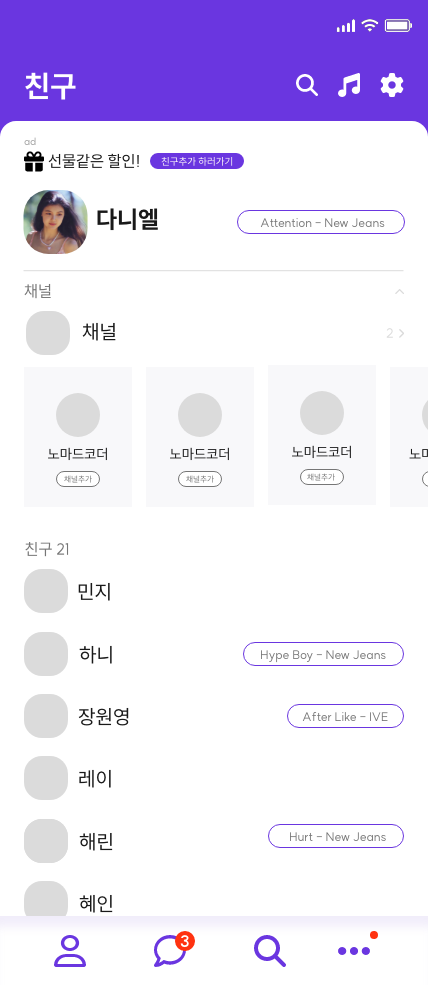 친구
ad
선물같은 할인! 친구추가 하러가기
다니엘 Attention - New Jeans
채널
채널 2
노마드코더 노마드코더 노마드코더 노마
채널추가 채널추가 채널추가
친구 21
민지
하니 Hype Boy - New Jeans
장원영 After Like - IVE
레이
해린 Hurt - New Jeans
혜인
3